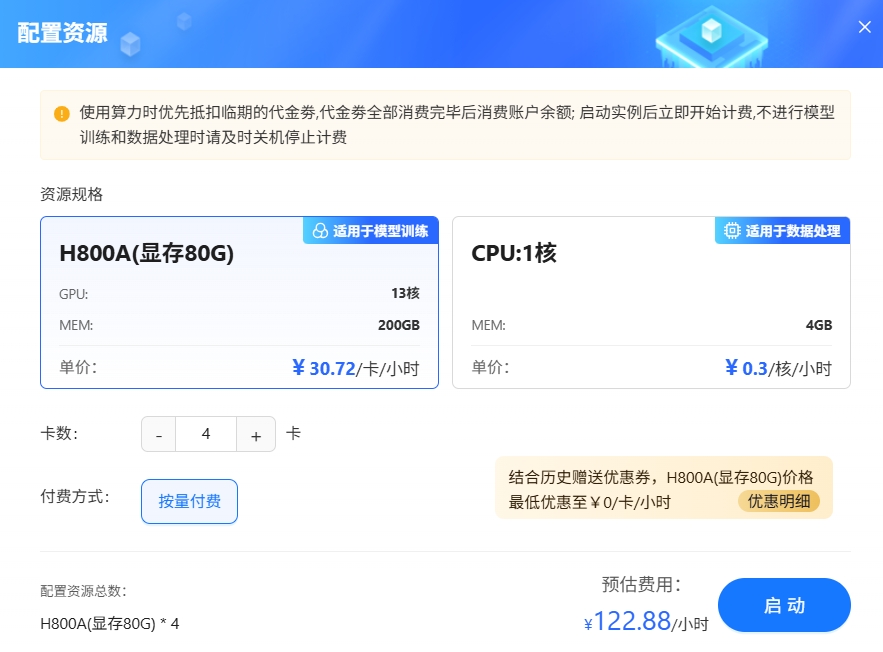 配置资源
使用算力时优先抵扣临期的代金券,代金券全部消费完毕后消费账户余额; 启动实例后立即开始计费,不进行模型
训练和数据处理时请及时关机停止计费
资源规格
适用于模型训练
H800A(显存80G)
GPU: 13核
MEM: 200GB
单价: ¥ 30.72/卡/小时
适用于数据处理
CPU:1核
MEM: 4GB
单价: ¥ 0.3/核/小时
卡数: - 4 + 卡
付费方式: 按量付费
结合历史赠送优惠券，H800A(显存80G)价格
最低优惠至￥0/卡/小时 优惠明细
配置资源总数:
H800A(显存80G) * 4
预估费用:
¥122.88/小时
启动